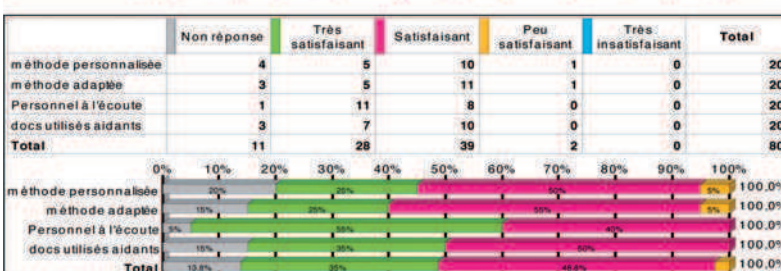 Non réponse Très satisfaisant Satisfaisant Peu satisfaisant Très insatisfaisant Total
méthode personnalisée 4 5 10 1 0 20
méthode adaptée 3 5 11 1 0 20
Personnel à l'écoute 1 11 8 0 0 20
docs utilisés aidants 3 7 10 0 0 20
Total 11 28 39 2 0 80
0% 10% 20% 30% 40% 50% 60% 70% 80% 90% 100%
méthode personnalisée 20% 25% 50% 5% 100.0%
méthode adaptée 15% 25% 55% 5% 100.0%
Personnel à l'écoute 5% 55% 40% 100.0%
docs utilisés aidants 15% 35% 50% 100.0%
Total 13.8% 35% 48.8% 100.0%